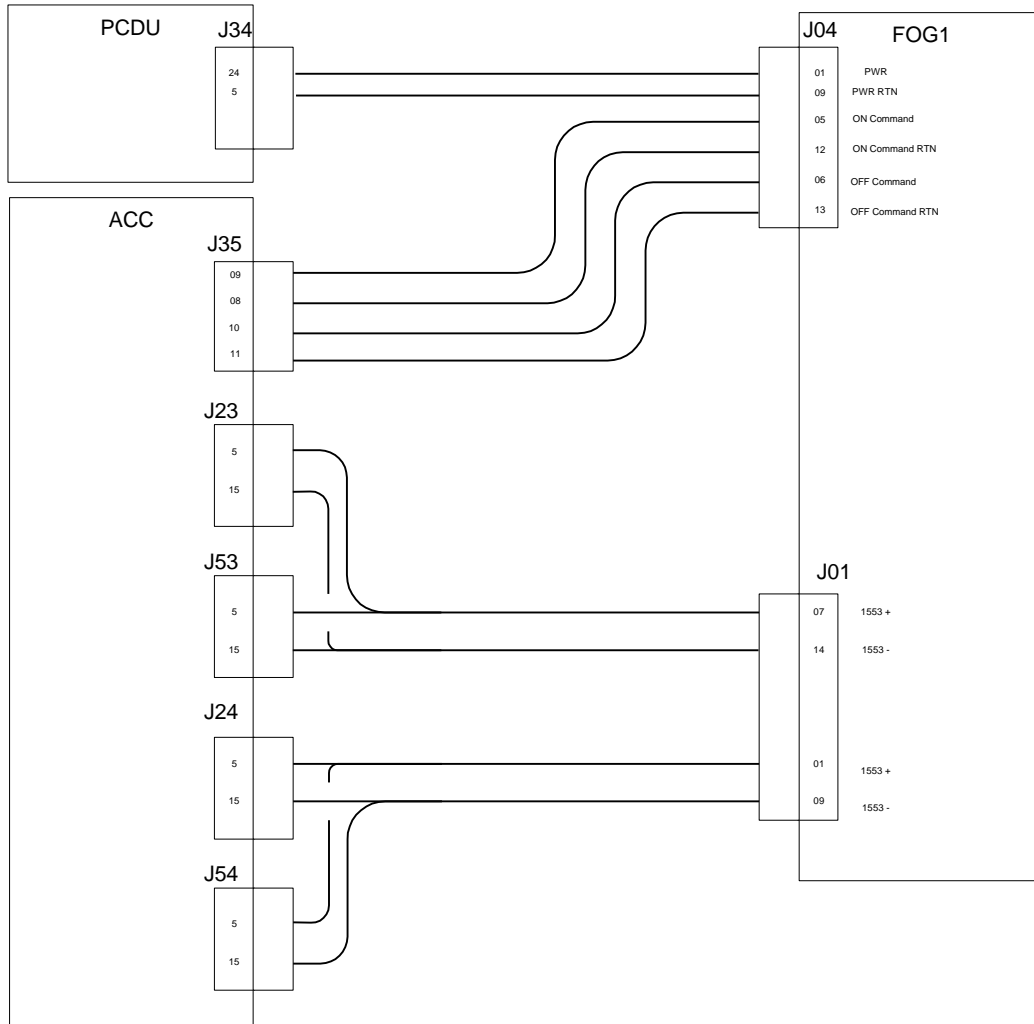 PCDU
J34
24
5
J04
FOG1
01 PWR
09 PWR RTN
05 ON Command
12 ON Command RTN
06 OFF Command
13 OFF Command RTN
ACC
J35
09
08
10
11
J23
5
15
J53
5
15
J01
07 1553 +
14 1553 -
01 1553 +
09 1553 -
J24
5
15
J54
5
15